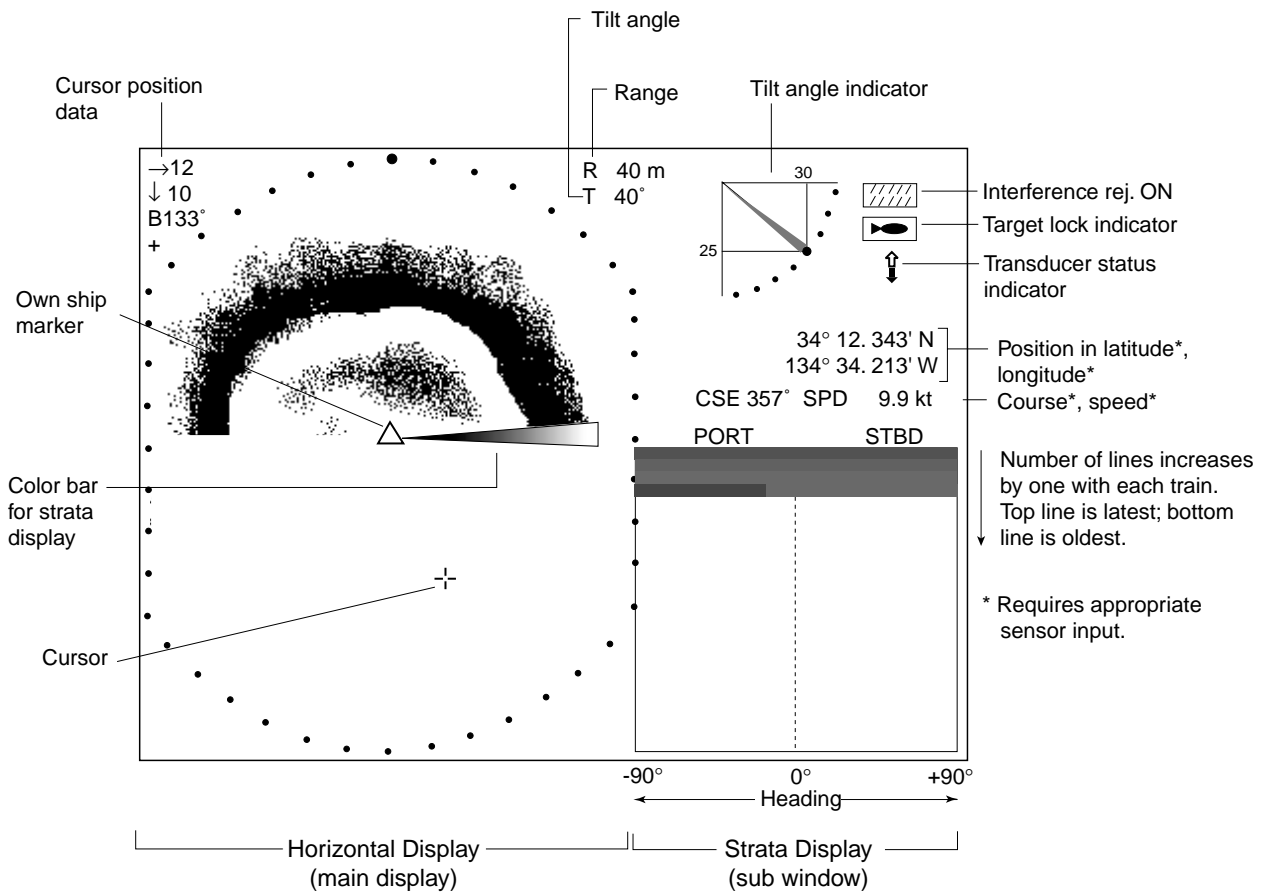 Tilt angle
Cursor position
data
Range
Tilt angle indicator
→12
↓ 10
B133°
+
R 40 m
T 40°
30
25
Interference rej. ON
Target lock indicator
Transducer status
indicator
Own ship
marker
34° 12. 343' N
134° 34. 213' W
Position in latitude*,
longitude*
CSE 357° SPD 9.9 kt
Course*, speed*
PORT STBD
Color bar
for strata
display
Number of lines increases
by one with each train.
Top line is latest; bottom
line is oldest.
* Requires appropriate
sensor input.
Cursor
-90° 0° +90°
Heading
Horizontal Display
(main display)
Strata Display
(sub window)